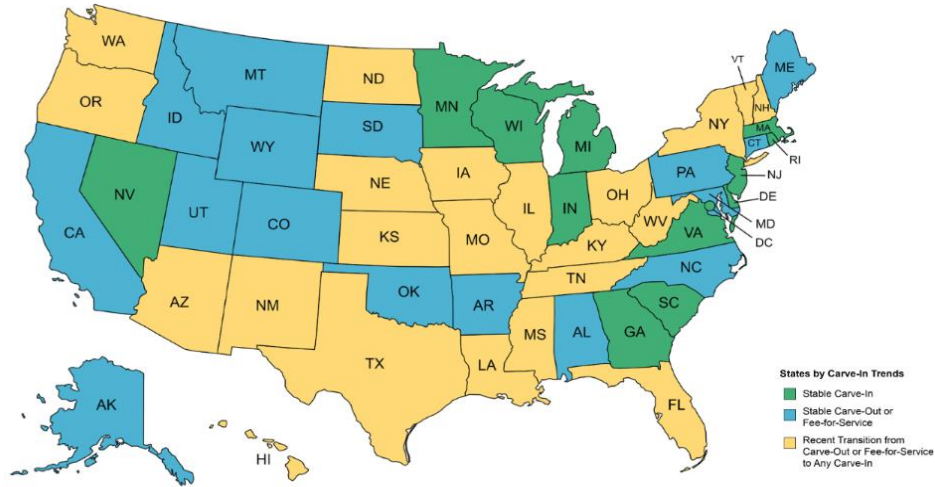 WA
OR
CA
NV
ID
MT
WY
UT
CO
AZ
NM
ND
SD
NE
KS
OK
TX
MN
IA
MO
AR
LA
WI
IL
MI
IN
OH
KY
TN
MS
AL
GA
FL
SC
NC
VA
WV
PA
NY
VT
NH
ME
MA
CT
RI
NJ
DE
MD
DC
AK
HI
States by Carve-In Trends
Stable Carve-In
Stable Carve-Out or
Fee-for-Service
Recent Transition from
Carve-Out or Fee-for-Service
to Any Carve-In